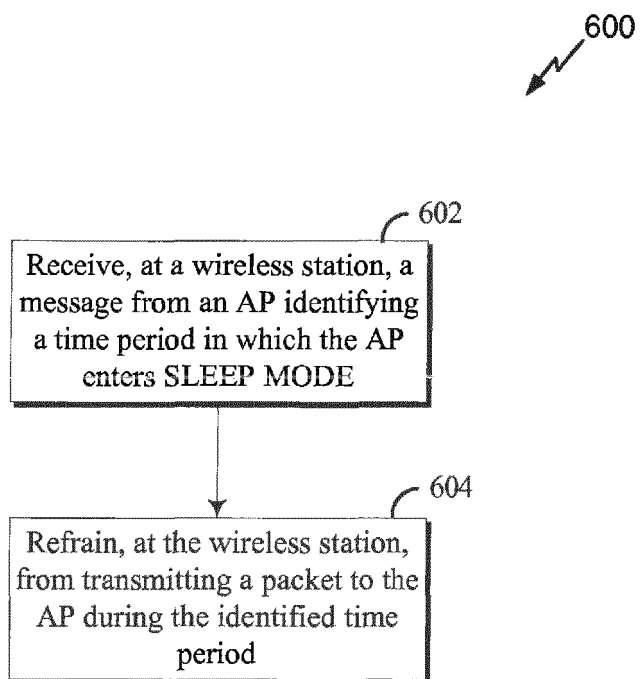 600
602
Receive, at a wireless station, a
message from an AP identifying
a time period in which the AP
enters SLEEP MODE
604
Refrain, at the wireless station,
from transmitting a packet to the
AP during the identified time
period